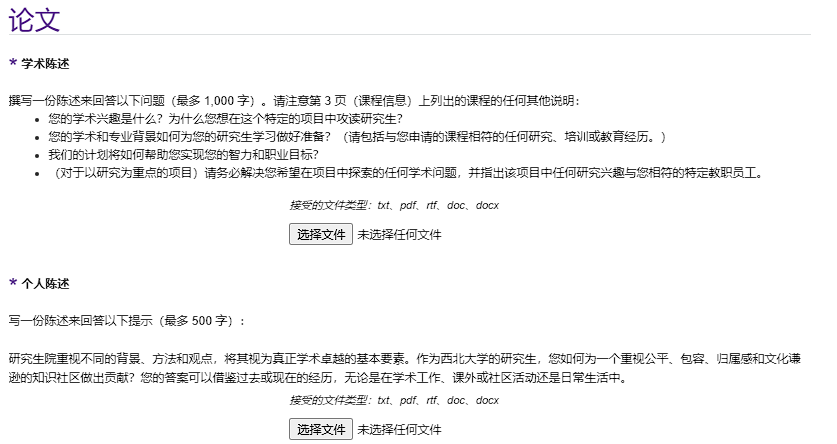 论文
* 学术陈述
撰写一份陈述来回答以下问题（最多 1,000 字）。请注意第 3 页（课程信息）上列出的课程的任何其他说明：
• 您的学术兴趣是什么？为什么您想在这个特定的项目中攻读研究生？
• 您的学术和专业背景如何为您的研究生学习做好准备？（请包括与您申请的课程相符的任何研究、培训或教育经历。）
• 我们的计划将如何帮助您实现您的智力和职业目标？
• （对于以研究为重点的项目）请务必解决您希望在项目中探索的任何学术问题，并指出该项目中任何研究兴趣与您相符的特定教职员工。
接受的文件类型：txt、pdf、rtf、doc、docx
选择文件 未选择任何文件
* 个人陈述
写一份陈述来回答以下提示（最多 500 字）：
研究生院重视不同的背景、方法和观点，将其视为真正学术卓越的基本要素。作为西北大学的研究生，您如何为一个重视公平、包容、归属感和文化谦
逊的知识社区做出贡献？您的答案可以借鉴过去或现在的经历，无论是在学术工作、课外或社区活动还是日常生活中。
接受的文件类型：txt、pdf、rtf、doc、docx
选择文件 未选择任何文件